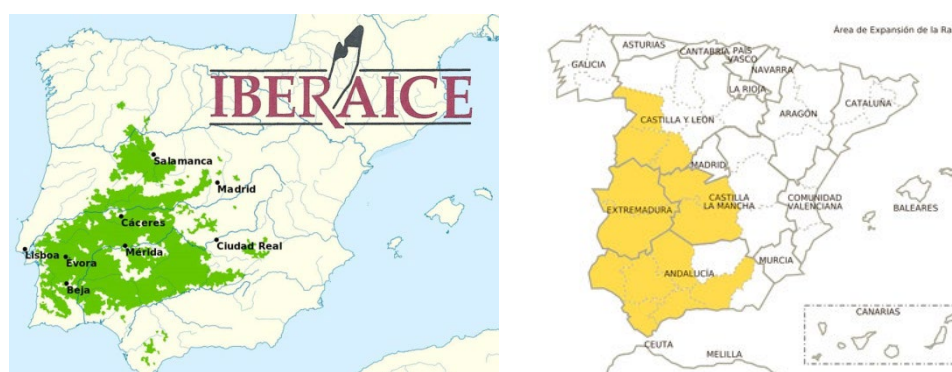 IBERAICE
Salamanca
Madrid
Cáceres
Ciudad Real
Lisboa
Mérida
Evora
Beja
Área de Expansión de la Ra
ASTURIAS
CANTABRIA
PAÍS
VASCO
GALICIA
NAVARRA
LA RIOJA
CATALUÑA
ARAGÓN
CASTILLA Y LEÓN
MADRID
CASTILLA
LA MANCHA
COMUNIDAD
VALENCIANA
EXTREMADURA
BALEARES
MURCIA
ANDALUCÍA
CANARIAS
CEUTA
MELILLA